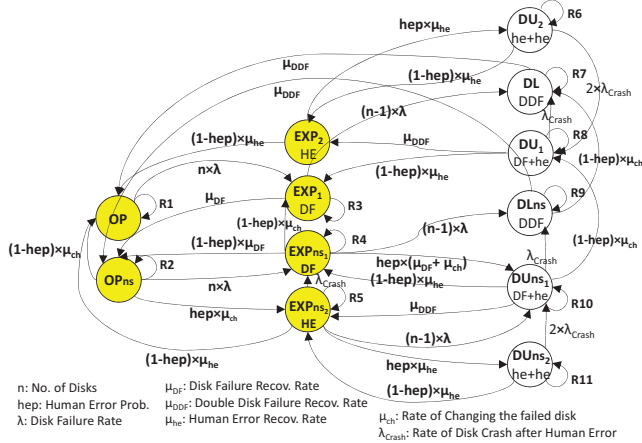 DU2
he+he
R6
hep×μhe
μDDF
(1-hep)×μhe
DL
DDF
R7
2×λCrash
μDDF
(n-1)×λ
λCrash
(1-hep)×μhe
EXP2
HE
μDDF
DU1
DF+he
R8
n×λ
(1-hep)×μhe
(1-hep)×μch
μDF
EXP1
DF
R3
DLns
DDF
R9
OP
R1
(1-hep)×μch
R4
(n-1)×λ
(1-hep)×μch
(1-hep)×μDF
EXPns1
DF
λCrash
(1-hep)×μch
OPns
R2
hep×(μDF+ μch)
n×λ
λCrash
(1-hep)×μhe
DUns1
DF+he
R10
hep×μch
EXPns2
HE
R5
μDDF
(n-1)×λ
2×λCrash
(1-hep)×μhe
hep×μhe
DUns2
he+he
R11
(1-hep)×μhe
n: No. of Disks
hep: Human Error Prob.
λ: Disk Failure Rate
μDF: Disk Failure Recov. Rate
μDDF: Double Disk Failure Recov. Rate
μhe: Human Error Recov. Rate
μch: Rate of Changing the failed disk
λCrash: Rate of Disk Crash after Human Error